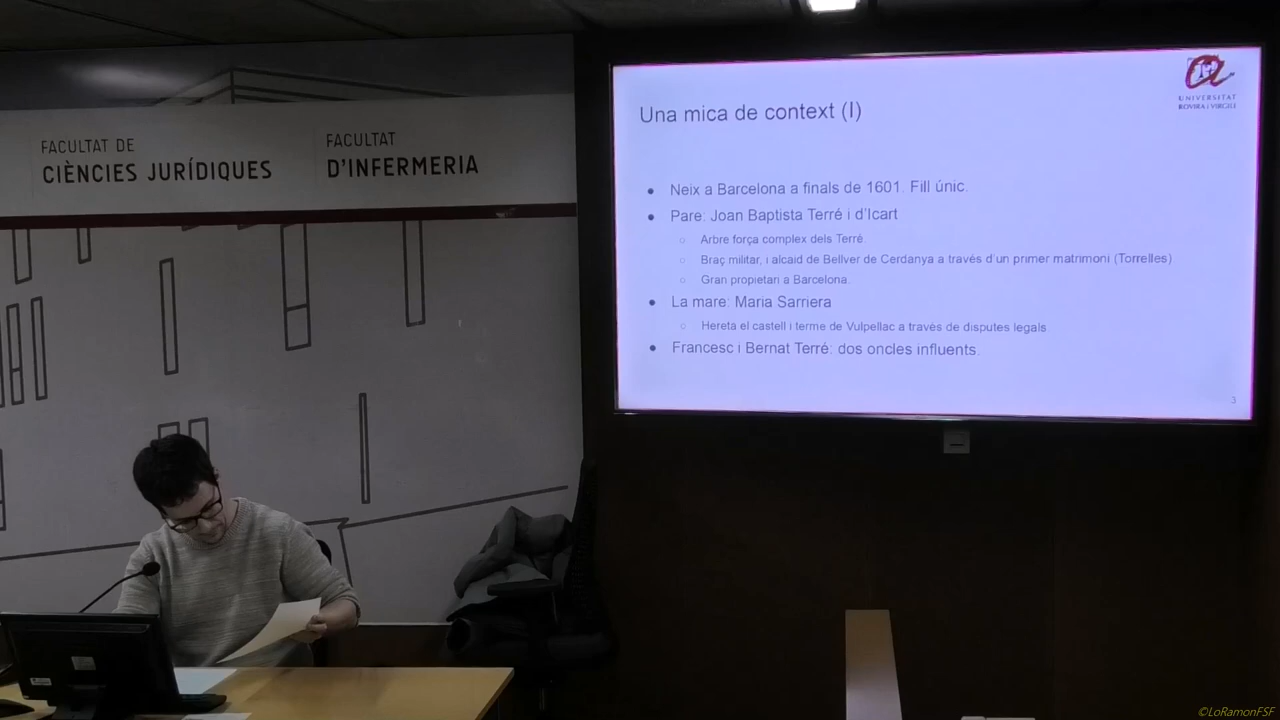 FACULTAT DE
CIÈNCIES JURÍDIQUES
FACULTAT
D'INFERMERIA
UNIVERSITAT
ROVIRA i VIRGILI
Una mica de context (I)
● Neix a Barcelona a finals de 1601. Fill únic.
● Pare: Joan Baptista Terré i d'Icart
○ Arbre força complex dels Terré.
○ Braç militar, i alcaid de Bellver de Cerdanya a través d'un primer matrimoni (Torrelles)
○ Gran propietari a Barcelona.
● La mare: Maria Sarriera
○ Hereta el castell i terme de Vulpellac a través de disputes legals
● Francesc i Bernat Terré: dos oncles influents.
3
©LoRamonFSF